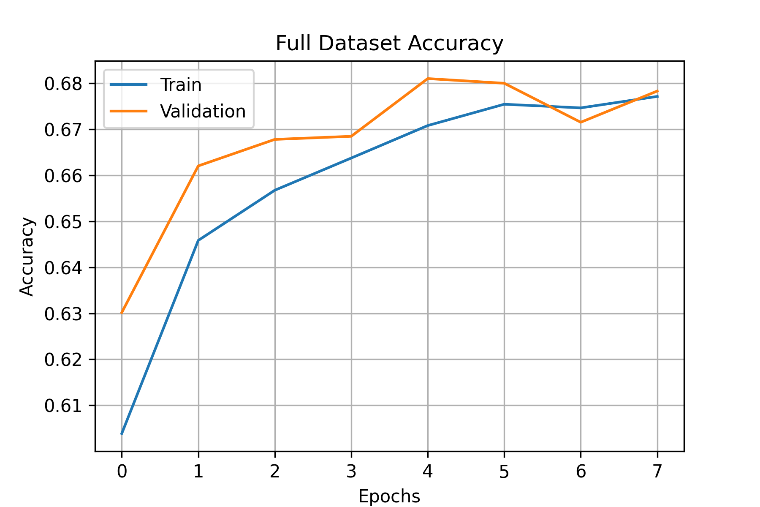 Full Dataset Accuracy
Train
Validation
Accuracy
0.68
0.67
0.66
0.65
0.64
0.63
0.62
0.61
0 1 2 3 4 5 6 7
Epochs